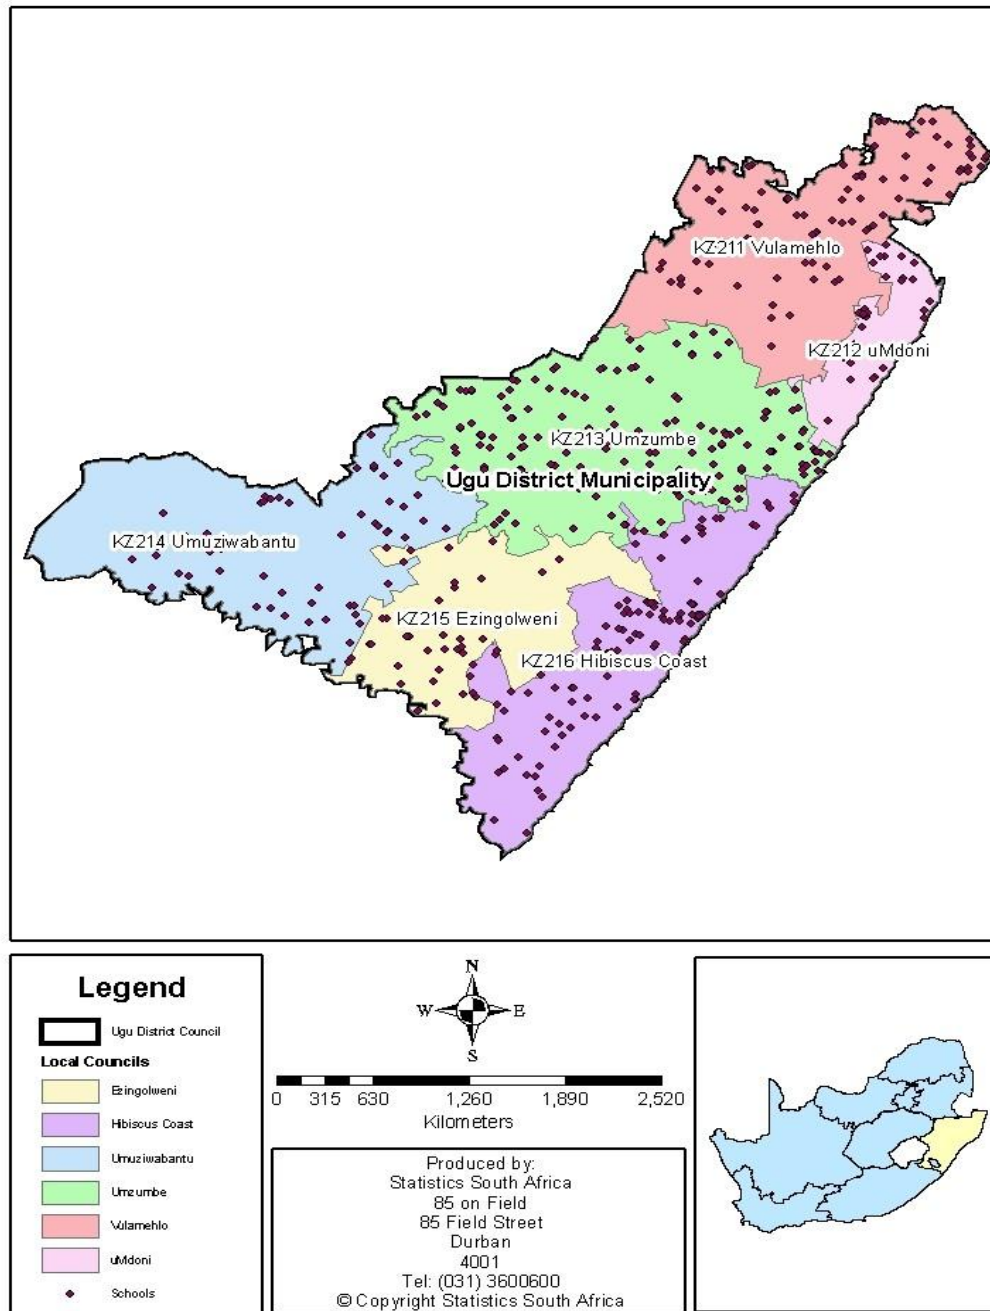 KZ211 Vulamehlo
KZ212 uMdoni
KZ213 Umzumbe
Ugu District Municipality
KZ214 Umuziwabantu
KZ215 Ezingolweni
KZ216 Hibiscus Coast
Legend
Ugu District Council
Local Councils
Ezingolweni
Hibiscus Coast
Umuziwabantu
Umzumbe
Vulamehlo
uMdoni
Schools
N
W E
S
0 315 630 1,260 1,890 2,520
Kilometers
Produced by:
Statistics South Africa
85 on Field
85 Field Street
Durban
4001
Tel: (031) 3600600
© Copyright Statistics South Africa